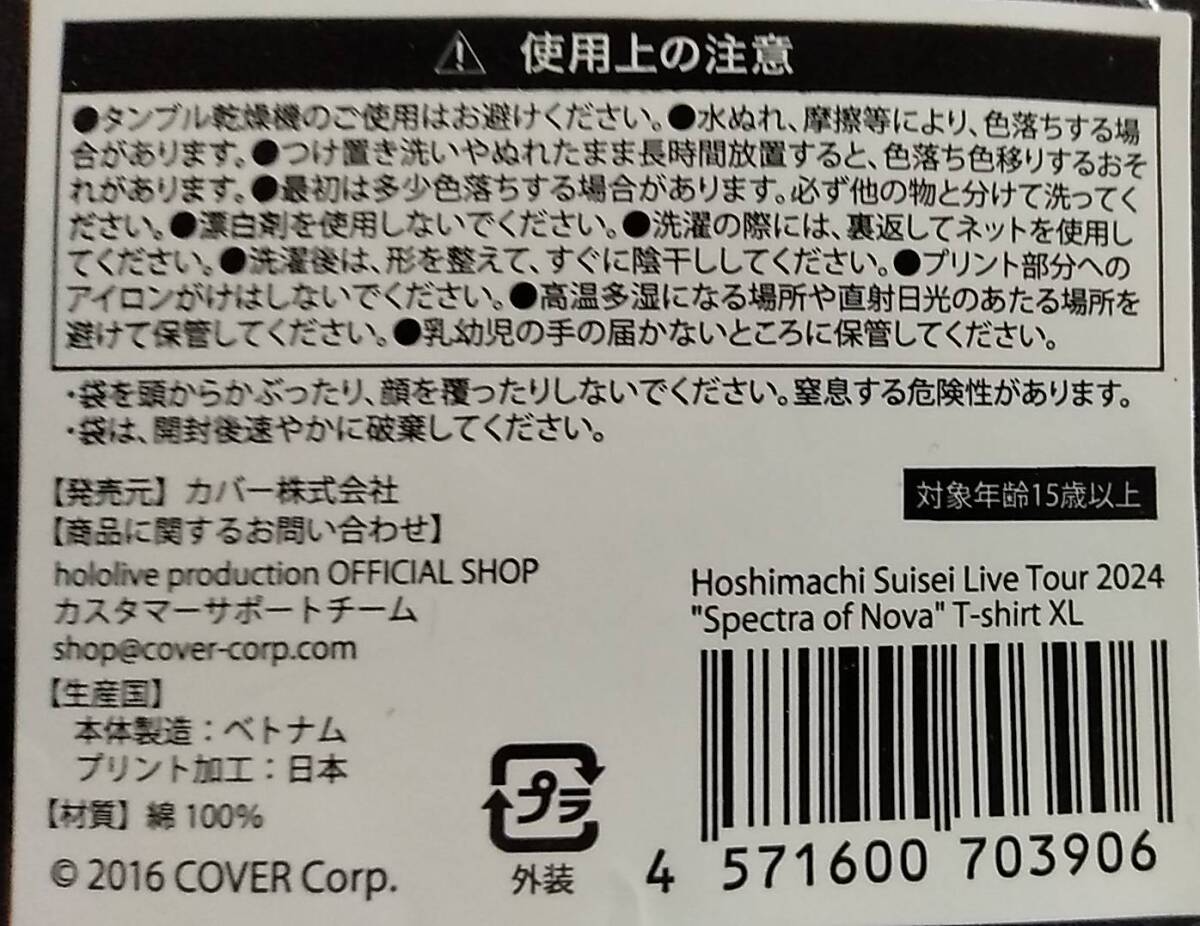 使用上の注意
●タンブル乾燥機のご使用はお避けください。●水ぬれ、摩擦等により、色落ちする場
合があります。●つけ置き洗いやぬれたまま長時間放置すると、色落ち色移りするおそ
れがあります。●最初は多少色落ちする場合があります。必ず他の物と分けて洗ってく
ださい。●漂白剤を使用しないでください。●洗濯の際には、裏返してネットを使用し
てください。●洗濯後は、形を整えて、すぐに陰干ししてください。●プリント部分への
アイロンがけはしないでください。●高温多湿になる場所や直射日光のあたる場所を
避けて保管してください。●乳幼児の手の届かないところに保管してください。
・袋を頭からかぶったり、顔を覆ったりしないでください。窒息する危険性があります。
・袋は、開封後速やかに破棄してください。
【発売元】カバー株式会社
【商品に関するお問い合わせ】
hololive production OFFICIAL SHOP
カスタマーサポートチーム
shop@cover-corp.com
【生産国】
本体製造：ベトナム
プリント加工：日本
【材質】綿 100%
© 2016 COVER Corp.
プラ
外装
対象年齢15歳以上
Hoshimachi Suisei Live Tour 2024
"Spectra of Nova" T-shirt XL
4 571600 703906